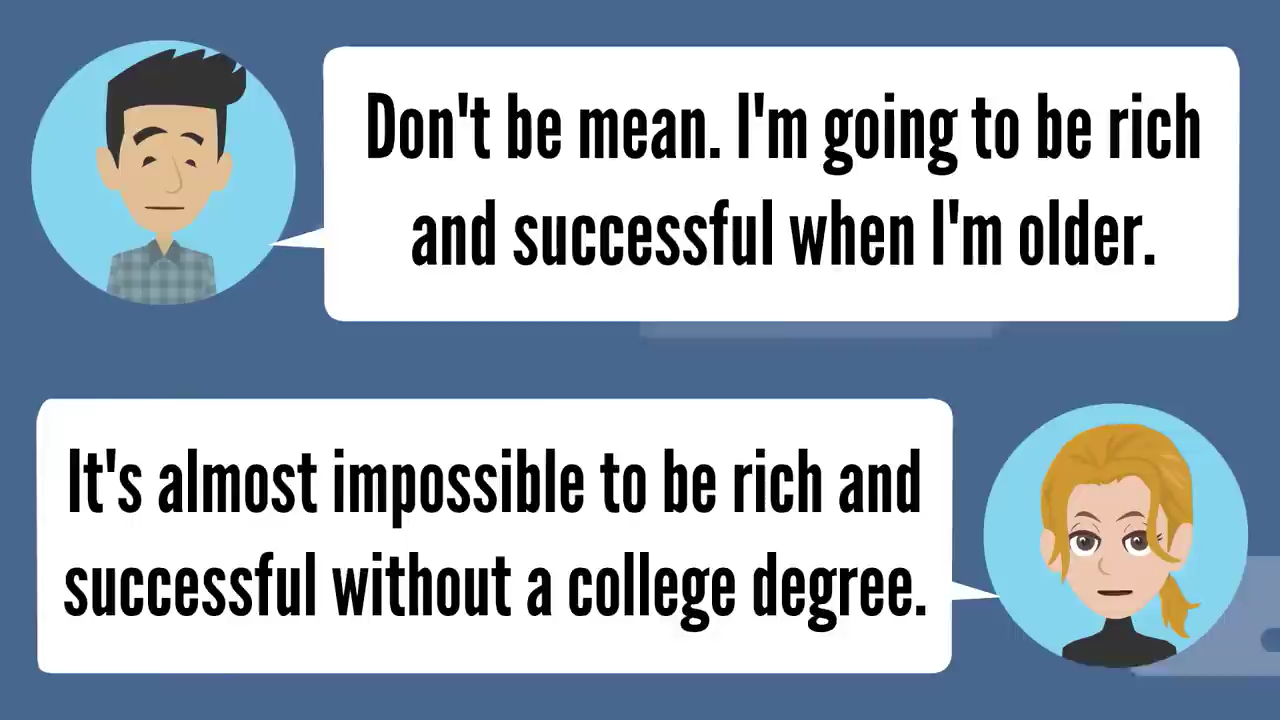 Don't be mean. I'm going to be rich
and successful when I'm older.
It's almost impossible to be rich and
successful without a college degree.